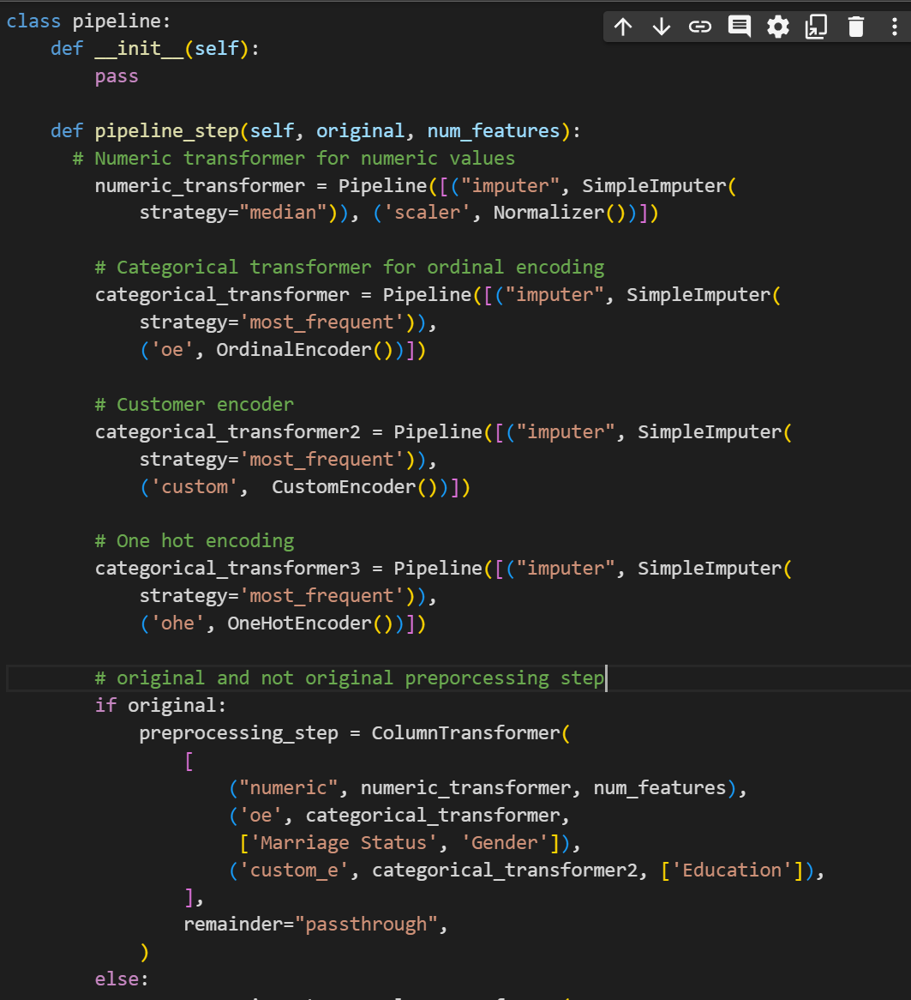 class pipeline:
def __init__(self):
pass
def pipeline_step(self, original, num_features):
# Numeric transformer for numeric values
numeric_transformer = Pipeline([("imputer", SimpleImputer(
strategy="median")), ('scaler', Normalizer())])
# Categorical transformer for ordinal encoding
categorical_transformer = Pipeline([("imputer", SimpleImputer(
strategy='most_frequent')),
('oe', OrdinalEncoder())])
# Customer encoder
categorical_transformer2 = Pipeline([("imputer", SimpleImputer(
strategy='most_frequent')),
('custom',  CustomEncoder())])
# One hot encoding
categorical_transformer3 = Pipeline([("imputer", SimpleImputer(
strategy='most_frequent')),
('ohe', OneHotEncoder())])
# original and not original preporcessing step
if original:
preprocessing_step = ColumnTransformer(
[
("numeric", numeric_transformer, num_features),
('oe', categorical_transformer,
['Marriage Status', 'Gender']),
('custom_e', categorical_transformer2, ['Education']),
],
remainder="passthrough",
)
else: